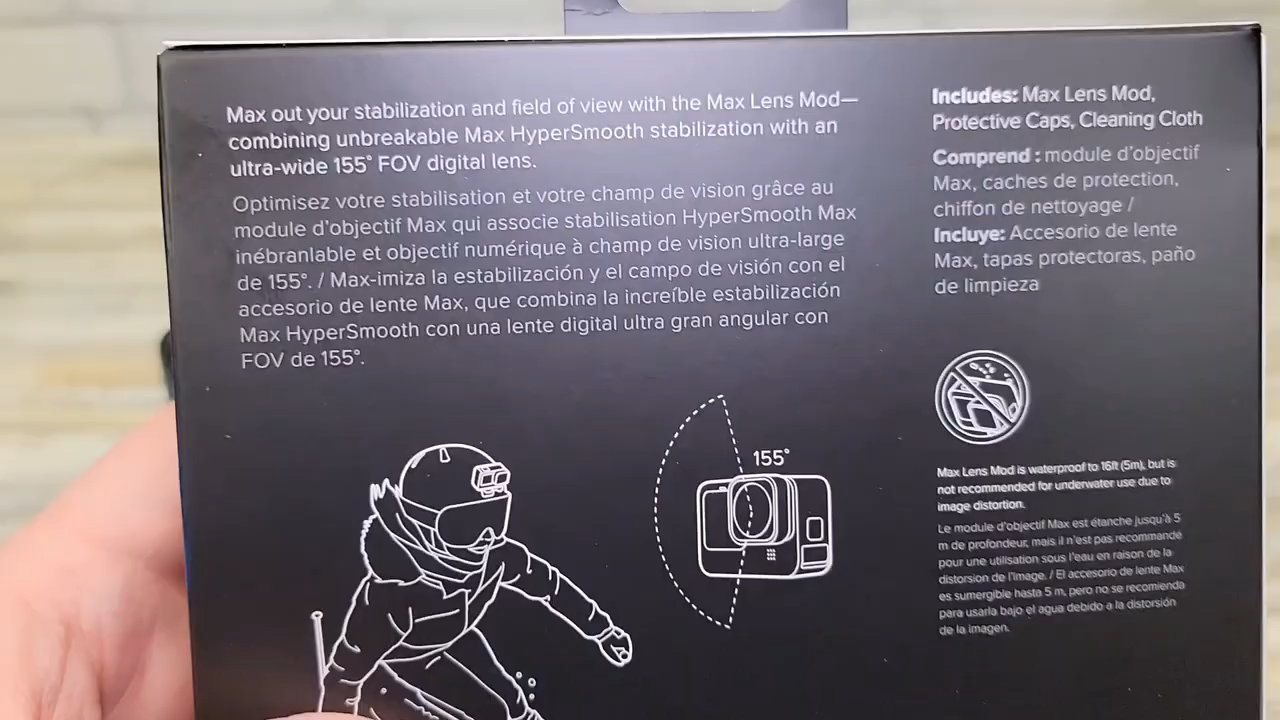 Max out your stabilization and field of view with the Max Lens Mod—
combining unbreakable Max HyperSmooth stabilization with an
ultra-wide 155° FOV digital lens.
Optimisez votre stabilisation et votre champ de vision grâce au
module d'objectif Max qui associe stabilisation HyperSmooth Max
inébranlable et objectif numérique à champ de vision ultra-large
de 155°. / Max-imiza la estabilización y el campo de visión con el
accesorio de lente Max, que combina la increíble estabilización
Max HyperSmooth con una lente digital ultra gran angular con
FOV de 155°.
155°
Includes: Max Lens Mod,
Protective Caps, Cleaning Cloth
Comprend : module d'objectif
Max, caches de protection,
chiffon de nettoyage /
Incluye: Accesorio de lente
Max, tapas protectoras, paño
de limpieza
Max Lens Mod is waterproof to 16ft (5m), but is
not recommended for underwater use due to
image distortion.
Le module d'objectif Max est étanche jusqu'à 5
m de profondeur, mais il n'est pas recommandé
pour une utilisation sous l'eau en raison de la
distorsion de l'image. / El accesorio de lente Max
es sumergible hasta 5 m, pero no se recomienda
para usarla bajo el agua debido a la distorsión
de la imagen.